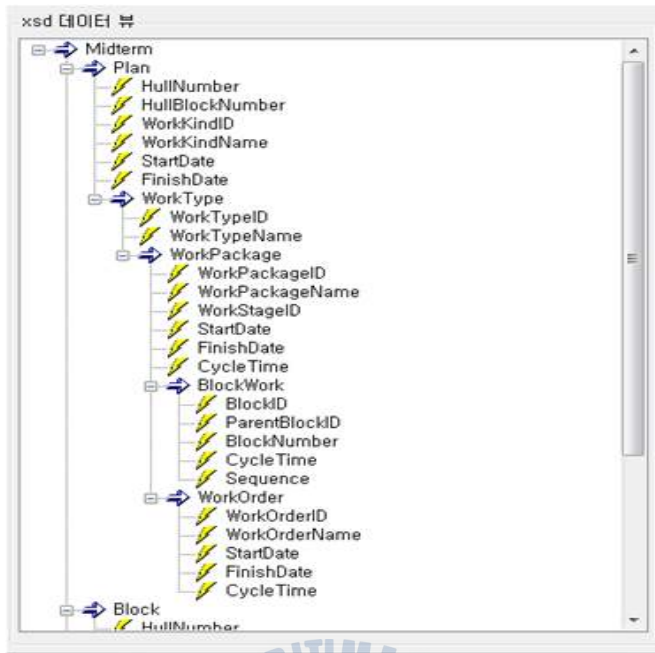 xsd 데이터 뷰
Midterm
Plan
HullNumber
HullBlockNumber
WorkKindID
WorkKindName
StartDate
FinishDate
WorkType
WorkTypeID
WorkTypeName
WorkPackage
WorkPackageID
WorkPackageName
WorkStageID
StartDate
FinishDate
CycleTime
BlockWork
BlockID
ParentBlockID
BlockNumber
CycleTime
Sequence
WorkOrder
WorkOrderID
WorkOrderName
StartDate
FinishDate
CycleTime
Block
HullNumber